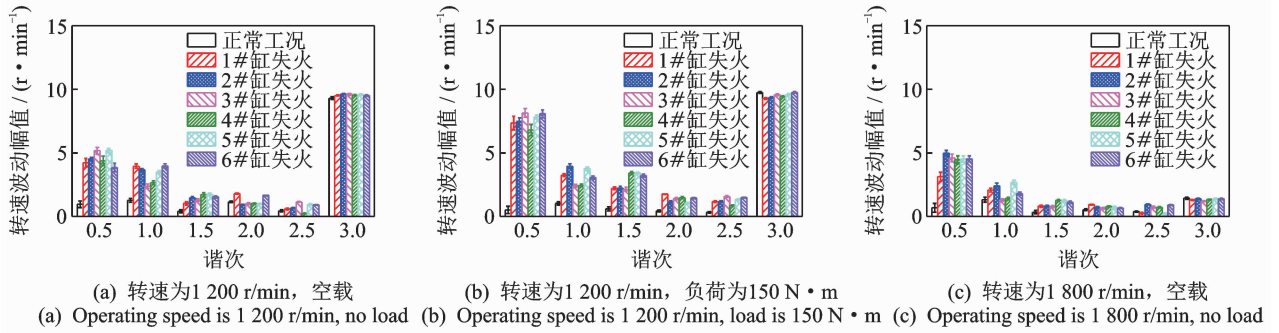 转速波动幅值 / (r·min⁻¹)
15
10
5
0
正常工况
1#缸失火
2#缸失火
3#缸失火
4#缸失火
5#缸失火
6#缸失火
0.5 1.0 1.5 2.0 2.5 3.0
谐次
(a) 转速为1 200 r/min，空载
(a) Operating speed is 1 200 r/min, no load
转速波动幅值 / (r·min⁻¹)
15
10
5
0
正常工况
1#缸失火
2#缸失火
3#缸失火
4#缸失火
5#缸失火
6#缸失火
0.5 1.0 1.5 2.0 2.5 3.0
谐次
(b) 转速为1 200 r/min，负荷为150 N·m
(b) Operating speed is 1 200 r/min, load is 150 N·m
转速波动幅值 / (r·min⁻¹)
15
10
5
0
正常工况
1#缸失火
2#缸失火
3#缸失火
4#缸失火
5#缸失火
6#缸失火
0.5 1.0 1.5 2.0 2.5 3.0
谐次
(c) 转速为1 800 r/min，空载
(c) Operating speed is 1 800 r/min, no load